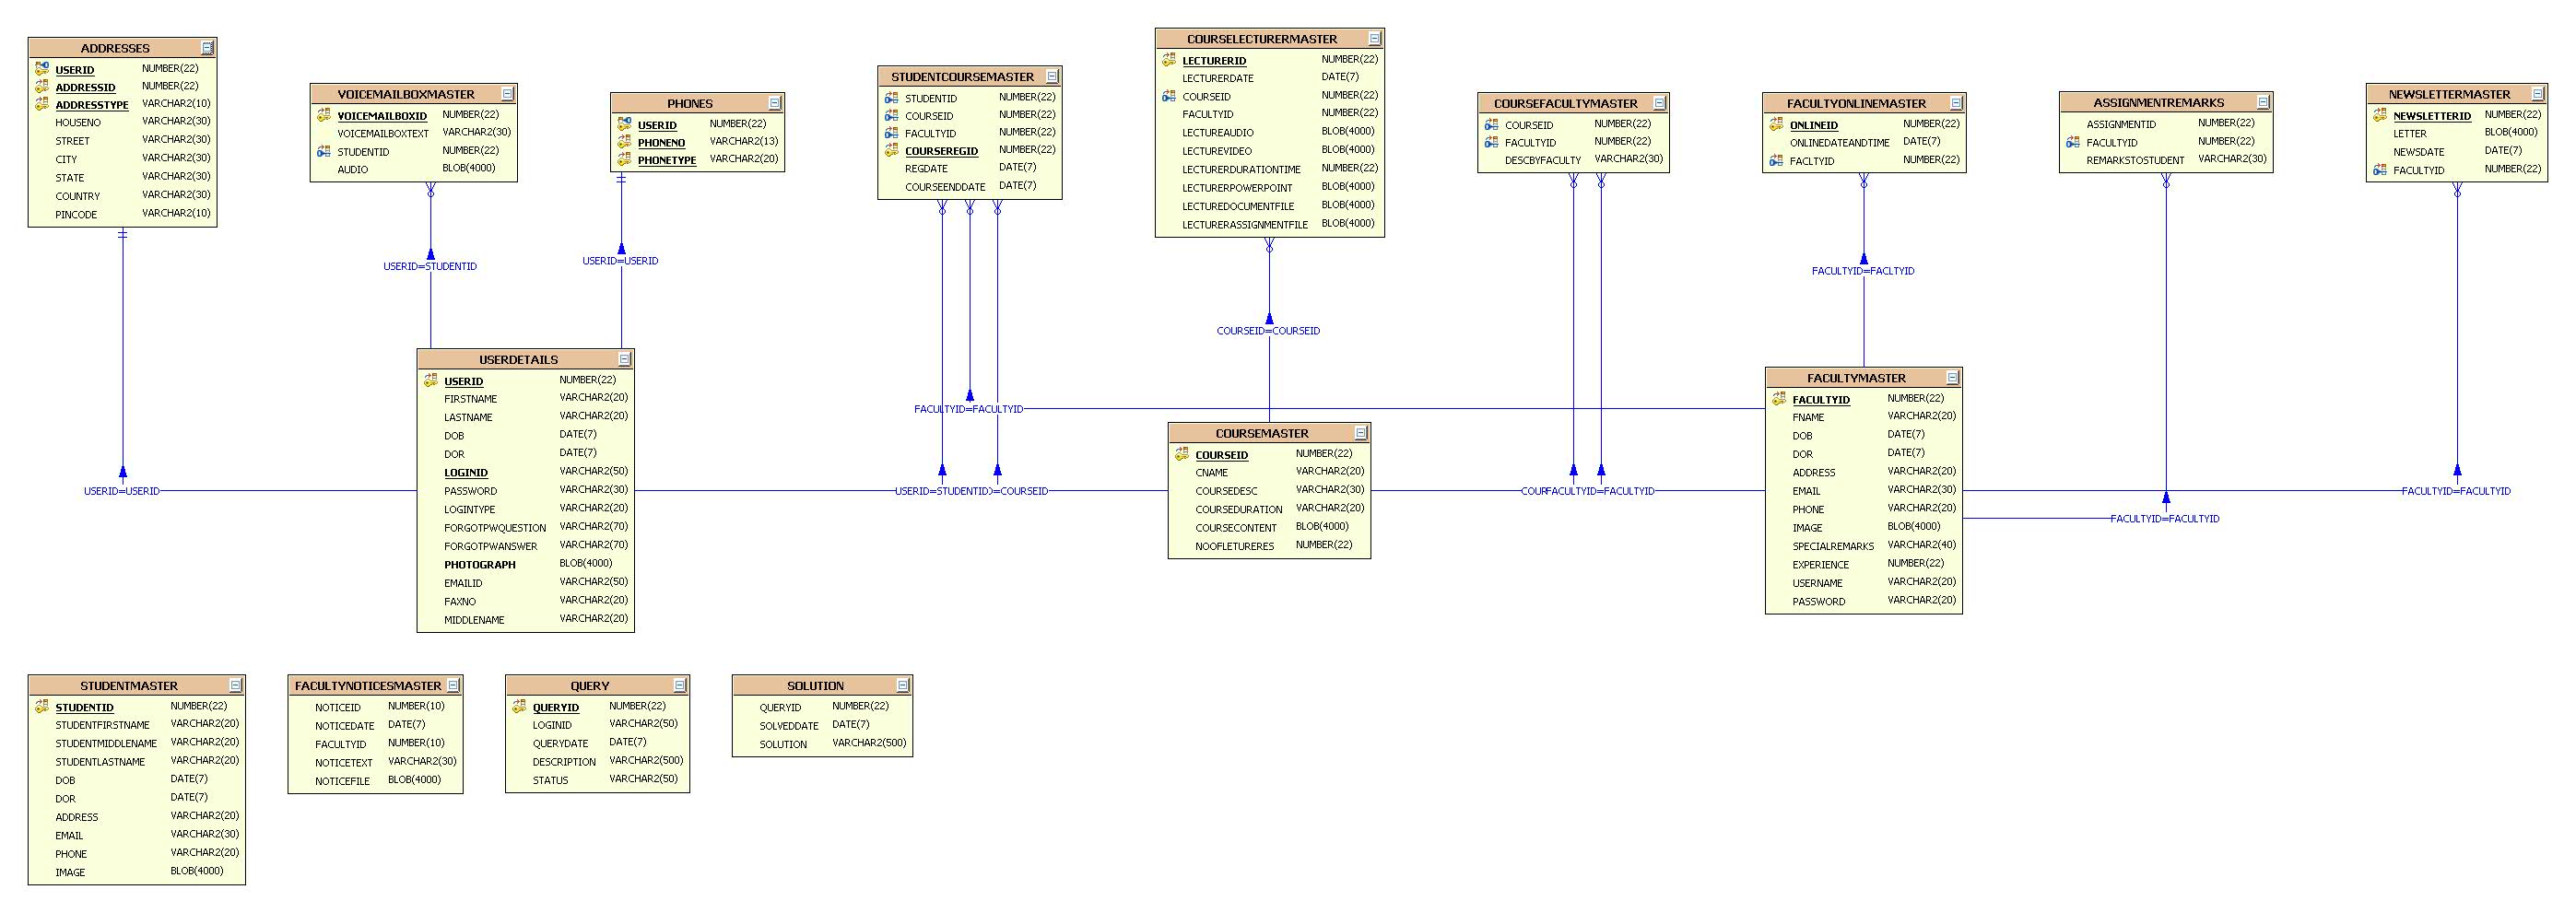 ADDRESSES
USERID NUMBER(22)
ADDRESSID NUMBER(22)
ADDRESSTYPE VARCHAR2(10)
HOUSENO VARCHAR2(30)
STREET VARCHAR2(30)
CITY VARCHAR2(30)
STATE VARCHAR2(30)
COUNTRY VARCHAR2(30)
PINCODE VARCHAR2(10)
VOICEMAILBOXMASTER
VOICEMAILBOXID NUMBER(22)
VOICEMAILBOXTEXT VARCHAR2(30)
STUDENTID NUMBER(22)
AUDIO BLOB(4000)
PHONES
USERID NUMBER(22)
PHONENO VARCHAR2(13)
PHONETYPE VARCHAR2(20)
STUDENTCOURSEMASTER
STUDENTID NUMBER(22)
COURSEID NUMBER(22)
FACULTYID NUMBER(22)
COURSEREGID NUMBER(22)
REGDATE DATE(7)
COURSEENDDATE DATE(7)
COURSELECTURERMASTER
LECTURERID NUMBER(22)
LECTURERDATE DATE(7)
COURSEID NUMBER(22)
FACULTYID NUMBER(22)
LECTUREAUDIO BLOB(4000)
LECTUREVIDEO BLOB(4000)
LECTURERDURATIONTIME NUMBER(22)
LECTURERPOWERPOINT BLOB(4000)
LECTUREDOCUMENTFILE BLOB(4000)
LECTURERASSIGNMENTFILE BLOB(4000)
COURSEFACULTYMASTER
COURSEID NUMBER(22)
FACULTYID NUMBER(22)
DESCBYFACULTY VARCHAR2(30)
FACULTYONLINEMASTER
ONLINEID NUMBER(22)
ONLINEDATEANDTIME DATE(7)
FACLTYID NUMBER(22)
ASSIGNMENTREMARKS
ASSIGNMENTID NUMBER(22)
FACULTYID NUMBER(22)
REMARKSTOSTUDENT VARCHAR2(30)
NEWSLETTERMASTER
NEWSLETTERID NUMBER(22)
LETTER BLOB(4000)
NEWSDATE DATE(7)
FACULTYID NUMBER(22)
USERID=STUDENTID
USERID=USERID
COURSEID=COURSEID
FACULTYID=FACLTYID
FACULTYID=FACULTYID
USERID=USERID
USERID=STUDENTID
)=COURSEID
COUR
FACULTYID=FACULTYID
FACULTYID=FACULTYID
FACULTYID=FACULTYID
USERDETAILS
USERID NUMBER(22)
FIRSTNAME VARCHAR2(20)
LASTNAME VARCHAR2(20)
DOB DATE(7)
DOR DATE(7)
LOGINID VARCHAR2(50)
PASSWORD VARCHAR2(30)
LOGINTYPE VARCHAR2(20)
FORGOTPWQUESTION VARCHAR2(70)
FORGOTPWANSWER VARCHAR2(70)
PHOTOGRAPH BLOB(4000)
EMAILID VARCHAR2(50)
FAXNO VARCHAR2(20)
MIDDLENAME VARCHAR2(20)
COURSEMASTER
COURSEID NUMBER(22)
CNAME VARCHAR2(20)
COURSEDESC VARCHAR2(30)
COURSEDURATION VARCHAR2(20)
COURSECONTENT BLOB(4000)
NOOFLETURERES NUMBER(22)
FACULTYMASTER
FACULTYID NUMBER(22)
FNAME VARCHAR2(20)
DOB DATE(7)
DOR DATE(7)
ADDRESS VARCHAR2(20)
EMAIL VARCHAR2(30)
PHONE VARCHAR2(20)
IMAGE BLOB(4000)
SPECIALREMARKS VARCHAR2(40)
EXPERIENCE NUMBER(22)
USERNAME VARCHAR2(20)
PASSWORD VARCHAR2(20)
STUDENTMASTER
STUDENTID NUMBER(22)
STUDENTFIRSTNAME VARCHAR2(20)
STUDENTMIDDLENAME VARCHAR2(20)
STUDENTLASTNAME VARCHAR2(20)
DOB DATE(7)
DOR DATE(7)
ADDRESS VARCHAR2(20)
EMAIL VARCHAR2(30)
PHONE VARCHAR2(20)
IMAGE BLOB(4000)
FACULTYNOTICESMASTER
NOTICEID NUMBER(10)
NOTICEDATE DATE(7)
FACULTYID NUMBER(10)
NOTICETEXT VARCHAR2(30)
NOTICEFILE BLOB(4000)
QUERY
QUERYID NUMBER(22)
LOGINID VARCHAR2(50)
QUERYDATE DATE(7)
DESCRIPTION VARCHAR2(500)
STATUS VARCHAR2(50)
SOLUTION
QUERYID NUMBER(22)
SOLVEDDATE DATE(7)
SOLUTION VARCHAR2(500)